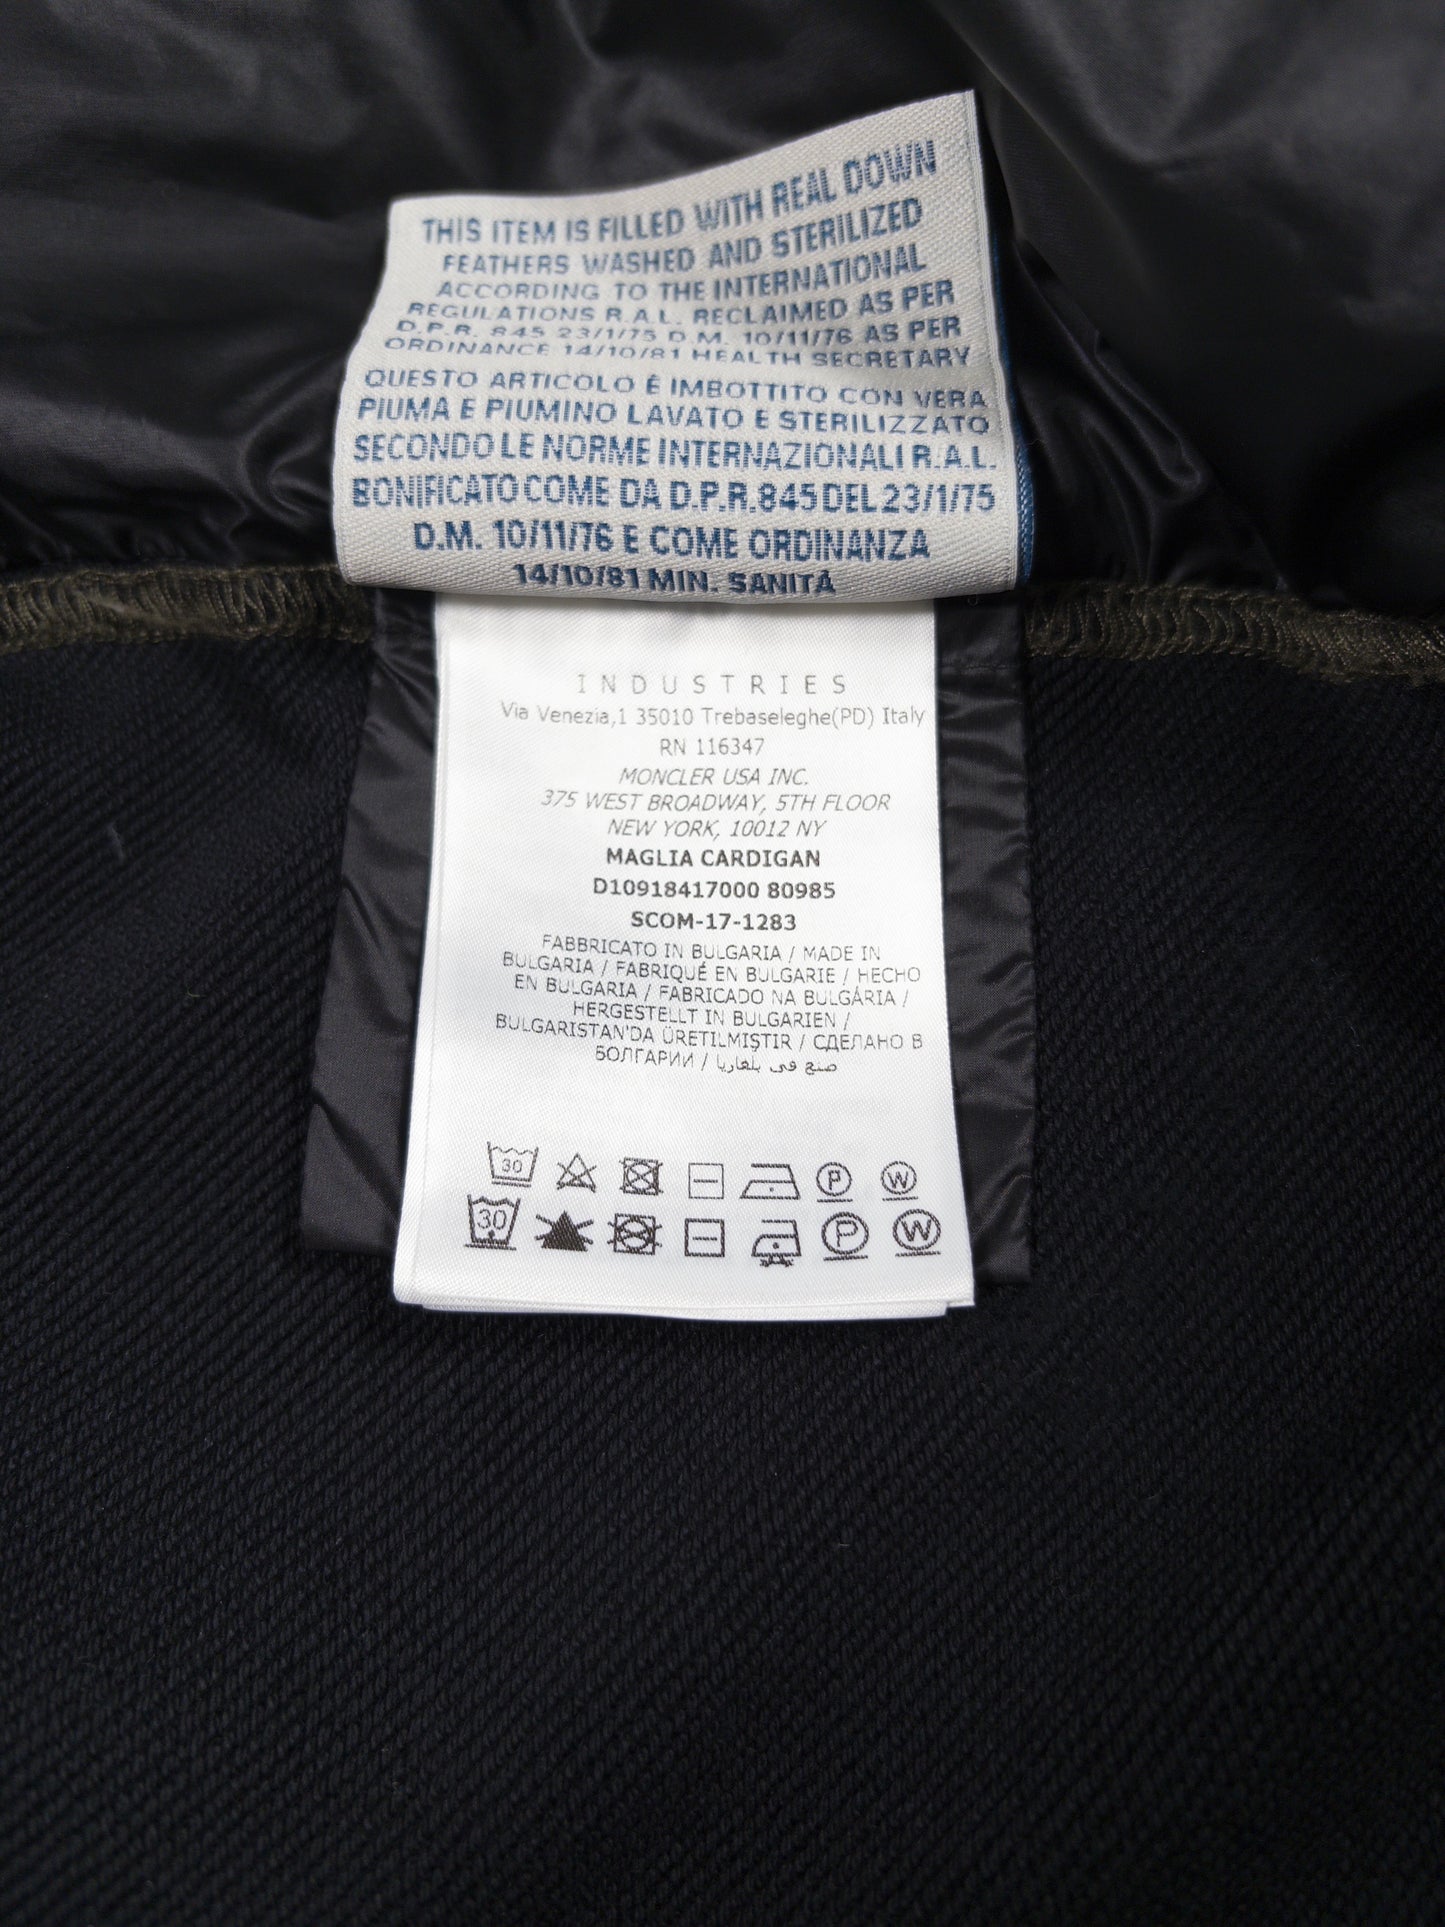 THIS ITEM IS FILLED WITH REAL DOWN
FEATHERS WASHED AND STERILIZED
ACCORDING TO THE INTERNATIONAL
REGULATIONS R.A.L. RECLAIMED AS PER
D.P.R. 845 23/1/75 D.M. 10/11/76 AS PER
ORDINANCE 14/10/81 HEALTH SECRETARY
QUESTO ARTICOLO È IMBOTTITO CON VERA
PIUMA E PIUMINO LAVATO E STERILIZZATO
SECONDO LE NORME INTERNAZIONALI R.A.L.
BONIFICATO COME DA D.P.R. 845 DEL 23/1/75
D.M. 10/11/76 E COME ORDINANZA
14/10/81 MIN. SANITÀ
INDUSTRIES
Via Venezia,1 35010 Trebaseleghe(PD) Italy
RN 116347
MONCLER USA INC.
375 WEST BROADWAY, 5TH FLOOR
NEW YORK, 10012 NY
MAGLIA CARDIGAN
D10918417000 80985
SCOM-17-1283
FABBRICATO IN BULGARIA / MADE IN
BULGARIA / FABRIQUÉ EN BULGARIE / HECHO
EN BULGARIA / FABRICADO NA BULGÁRIA /
HERGESTELLT IN BULGARIEN /
BULGARISTAN'DA ÜRETILMIŞTIR / СДЕЛАНО В
БОЛГАРИИ / صنع في بلغاريا
30 P W
30 P W